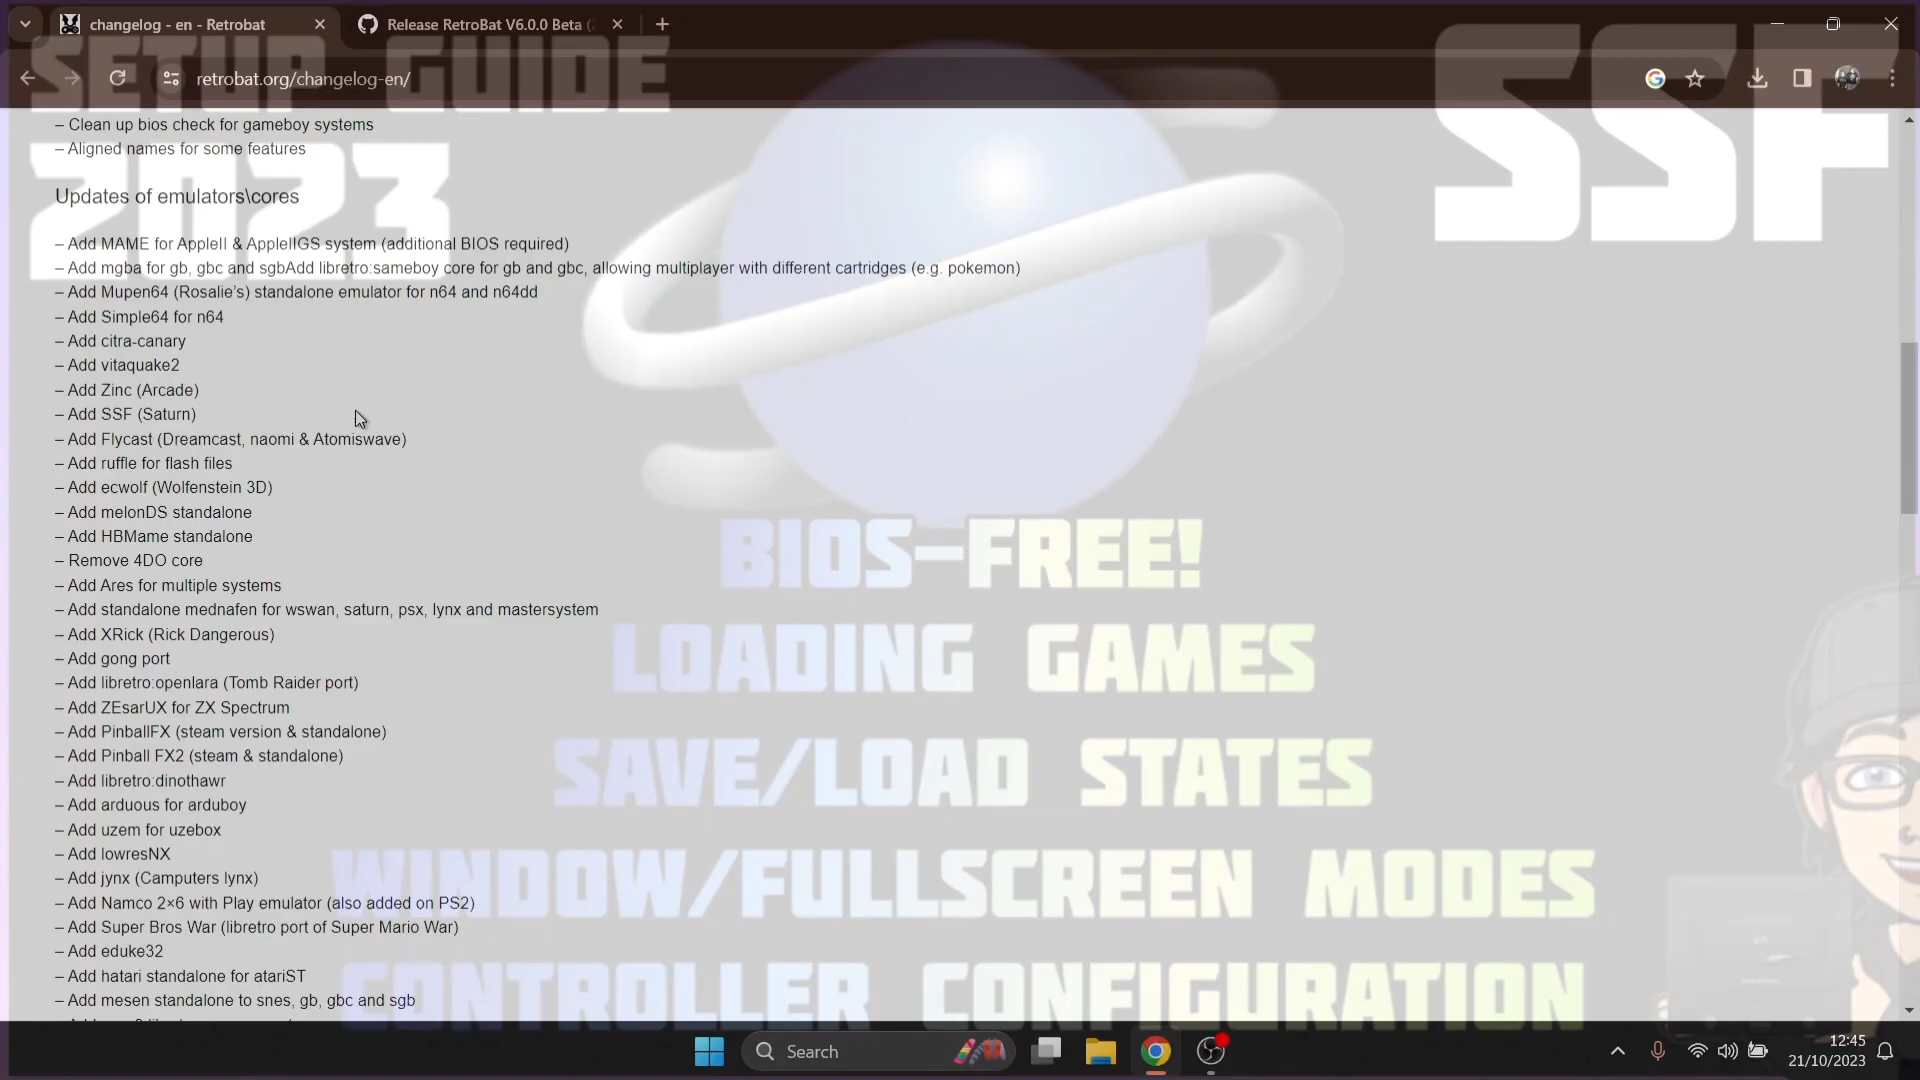 changelog - en - Retrobat
Release RetroBat V6.0.0 Beta (
retrobat.org/changelog-en/
SETUP GUIDE
2023
SSF
– Clean up bios check for gameboy systems
– Aligned names for some features
Updates of emulators\cores
– Add MAME for AppleII & AppleIIGS system (additional BIOS required)
– Add mgba for gb, gbc and sgbAdd libretro:sameboy core for gb and gbc, allowing multiplayer with different cartridges (e.g. pokemon)
– Add Mupen64 (Rosalie's) standalone emulator for n64 and n64dd
– Add Simple64 for n64
– Add citra-canary
– Add vitaquake2
– Add Zinc (Arcade)
– Add SSF (Saturn)
– Add Flycast (Dreamcast, naomi & Atomiswave)
– Add ruffle for flash files
– Add ecwolf (Wolfenstein 3D)
– Add melonDS standalone
– Add HBMame standalone
– Remove 4DO core
– Add Ares for multiple systems
– Add standalone mednafen for wswan, saturn, psx, lynx and mastersystem
– Add XRick (Rick Dangerous)
– Add gong port
– Add libretro:openlara (Tomb Raider port)
– Add ZEsarUX for ZX Spectrum
– Add PinballFX (steam version & standalone)
– Add Pinball FX2 (steam & standalone)
– Add libretro:dinothawr
– Add arduous for arduboy
– Add uzem for uzebox
– Add lowresNX
– Add jynx (Camputers lynx)
– Add Namco 2×6 with Play emulator (also added on PS2)
– Add Super Bros War (libretro port of Super Mario War)
– Add eduke32
– Add hatari standalone for atariST
– Add mesen standalone to snes, gb, gbc and sgb
BIOS-FREE!
LOADING GAMES
SAVE/LOAD STATES
WINDOW/FULLSCREEN MODES
CONTROLLER CONFIGURATION
Search
12:45
21/10/2023